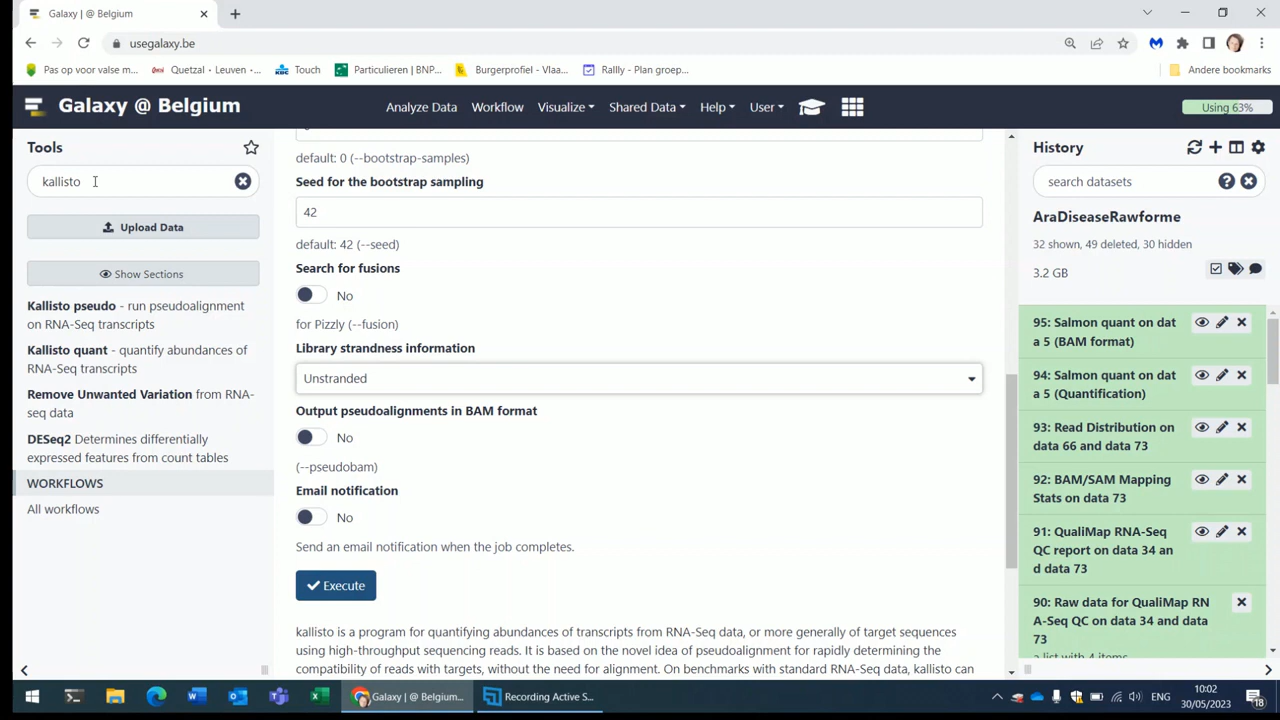 Galaxy | @ Belgium
usegalaxy.be
Pas op voor valse m...
Quetzal - Leuven -...
Touch
Particulieren | BNP...
Burgerprofiel - Vlaa...
Rallly - Plan groep...
Andere bookmarks
Galaxy @ Belgium
Analyze Data
Workflow
Visualize
Shared Data
Help
User
Using 63%
Tools
kallisto
Upload Data
Show Sections
Kallisto pseudo - run pseudoalignment
on RNA-Seq transcripts
Kallisto quant - quantify abundances of
RNA-Seq transcripts
Remove Unwanted Variation from RNA-
seq data
DESeq2 Determines differentially
expressed features from count tables
WORKFLOWS
All workflows
default: 0 (--bootstrap-samples)
Seed for the bootstrap sampling
42
default: 42 (--seed)
Search for fusions
No
for Pizzly (--fusion)
Library strandness information
Unstranded
Output pseudoalignments in BAM format
No
(--pseudobam)
Email notification
No
Send an email notification when the job completes.
Execute
kallisto is a program for quantifying abundances of transcripts from RNA-Seq data, or more generally of target sequences
using high-throughput sequencing reads. It is based on the novel idea of pseudoalignment for rapidly determining the
compatibility of reads with targets, without the need for alignment. On benchmarks with standard RNA-Seq data, kallisto can
History
search datasets
AraDiseaseRawforme
32 shown, 49 deleted, 30 hidden
3.2 GB
95: Salmon quant on dat
a 5 (BAM format)
94: Salmon quant on dat
a 5 (Quantification)
93: Read Distribution on
data 66 and data 73
92: BAM/SAM Mapping
Stats on data 73
91: QualiMap RNA-Seq
QC report on data 34 an
d data 73
90: Raw data for QualiMap RN
A-Seq QC on data 34 and data
73
a list with 4 items
Galaxy | @ Belgium...
Recording Active S...
ENG
10:02
30/05/2023
18